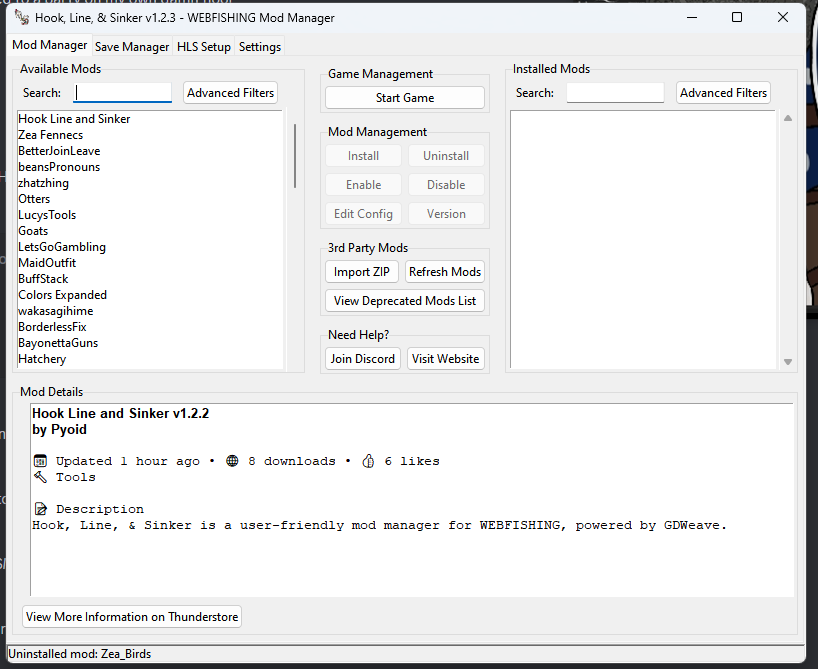 Hook, Line, & Sinker v1.2.3 - WEBFISHING Mod Manager
Mod Manager Save Manager HLS Setup Settings
Available Mods
Search: Advanced Filters
Hook Line and Sinker
Zea Fennecs
BetterJoinLeave
beansPronouns
zhatzhing
Otters
LucysTools
Goats
LetsGoGambling
MaidOutfit
BuffStack
Colors Expanded
wakasagihime
BorderlessFix
BayonettaGuns
Hatchery
Game Management
Start Game
Mod Management
Install Uninstall
Enable Disable
Edit Config Version
3rd Party Mods
Import ZIP Refresh Mods
View Deprecated Mods List
Need Help?
Join Discord Visit Website
Installed Mods
Search: Advanced Filters
Mod Details
Hook Line and Sinker v1.2.2
by Pyoid
Updated 1 hour ago • 8 downloads • 6 likes
Tools
Description
Hook, Line, & Sinker is a user-friendly mod manager for WEBFISHING, powered by GDWeave.
View More Information on Thunderstore
Uninstalled mod: Zea_Birds